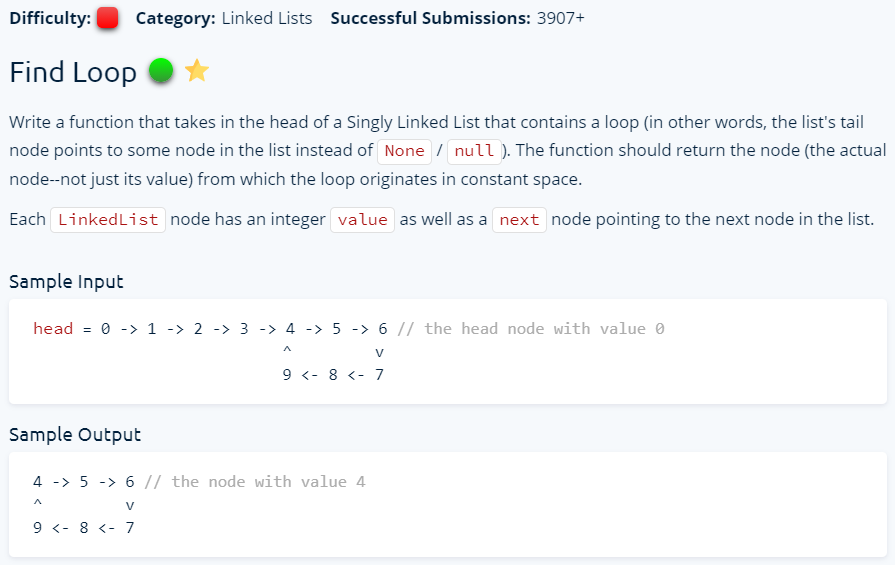 Difficulty: Category: Linked Lists Successful Submissions: 3907+
Find Loop
Write a function that takes in the head of a Singly Linked List that contains a loop (in other words, the list's tail
node points to some node in the list instead of None / null ). The function should return the node (the actual
node--not just its value) from which the loop originates in constant space.
Each LinkedList node has an integer value as well as a next node pointing to the next node in the list.
Sample Input
head = 0 -> 1 -> 2 -> 3 -> 4 -> 5 -> 6 // the head node with value 0
^ v
9 <- 8 <- 7
Sample Output
4 -> 5 -> 6 // the node with value 4
^ v
9 <- 8 <- 7